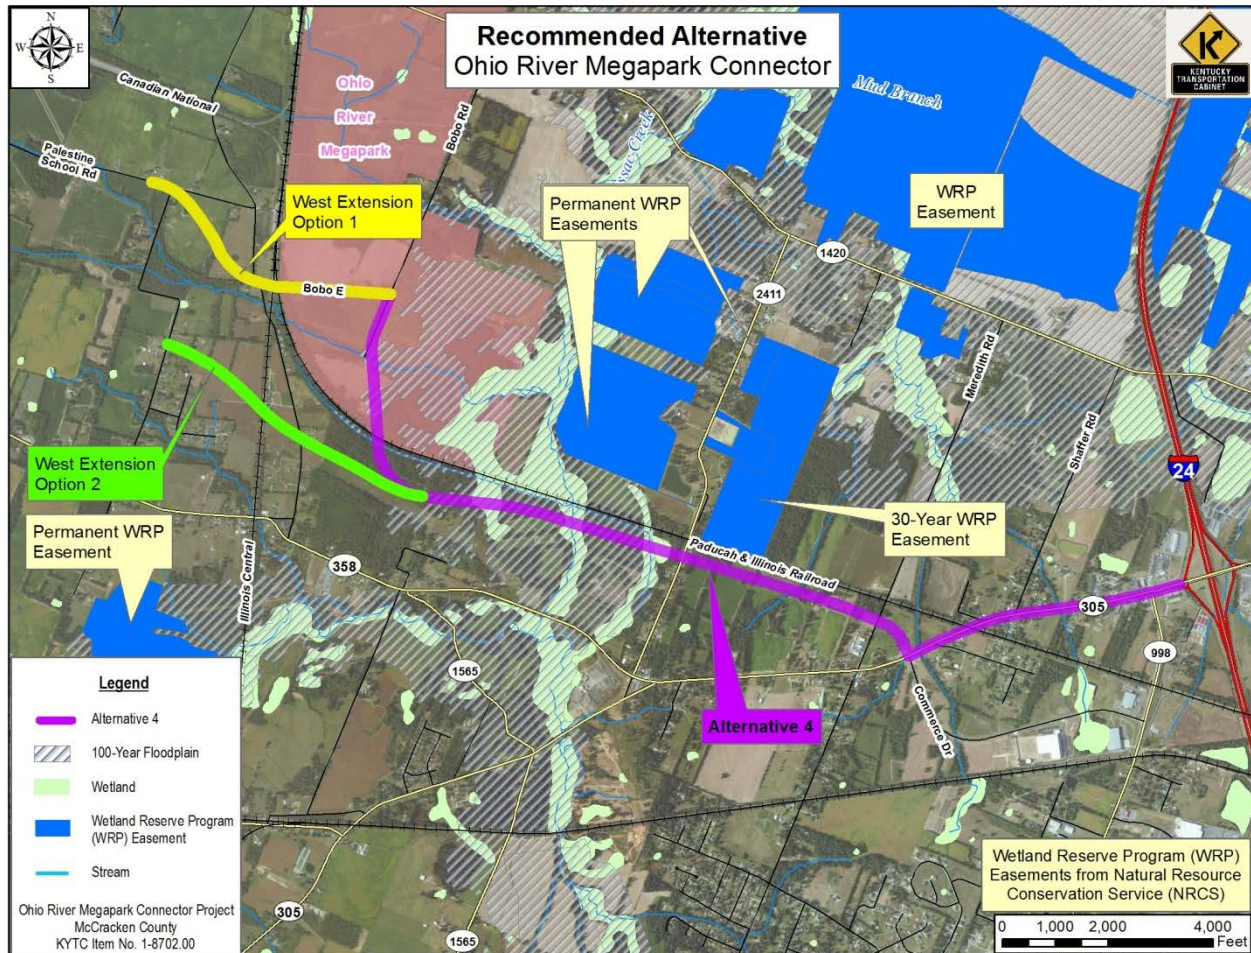 Recommended Alternative
Ohio River Megapark Connector
N
W
E
S
KENTUCKY
TRANSPORTATION
CABINET
Canadian National
Ohio
River
Megapark
Bobo Rd
Mud Branch
Palestine
School Rd
West Extension
Option 1
Permanent WRP
Easements
WRP
Easement
1420
2411
Bobo E
Meredith Rd
Shaffer Rd
24
West Extension
Option 2
Permanent WRP
Easement
30-Year WRP
Easement
Illinois Central
358
Paducah & Illinois Railroad
305
998
1565
Commerce Dr
Alternative 4
Legend
Alternative 4
100-Year Floodplain
Wetland
Wetland Reserve Program
(WRP) Easement
Stream
Ohio River Megapark Connector Project
McCracken County
KYTC Item No. 1-8702.00
305
1565
Wetland Reserve Program (WRP)
Easements from Natural Resource
Conservation Service (NRCS)
0 1,000 2,000 4,000
Feet